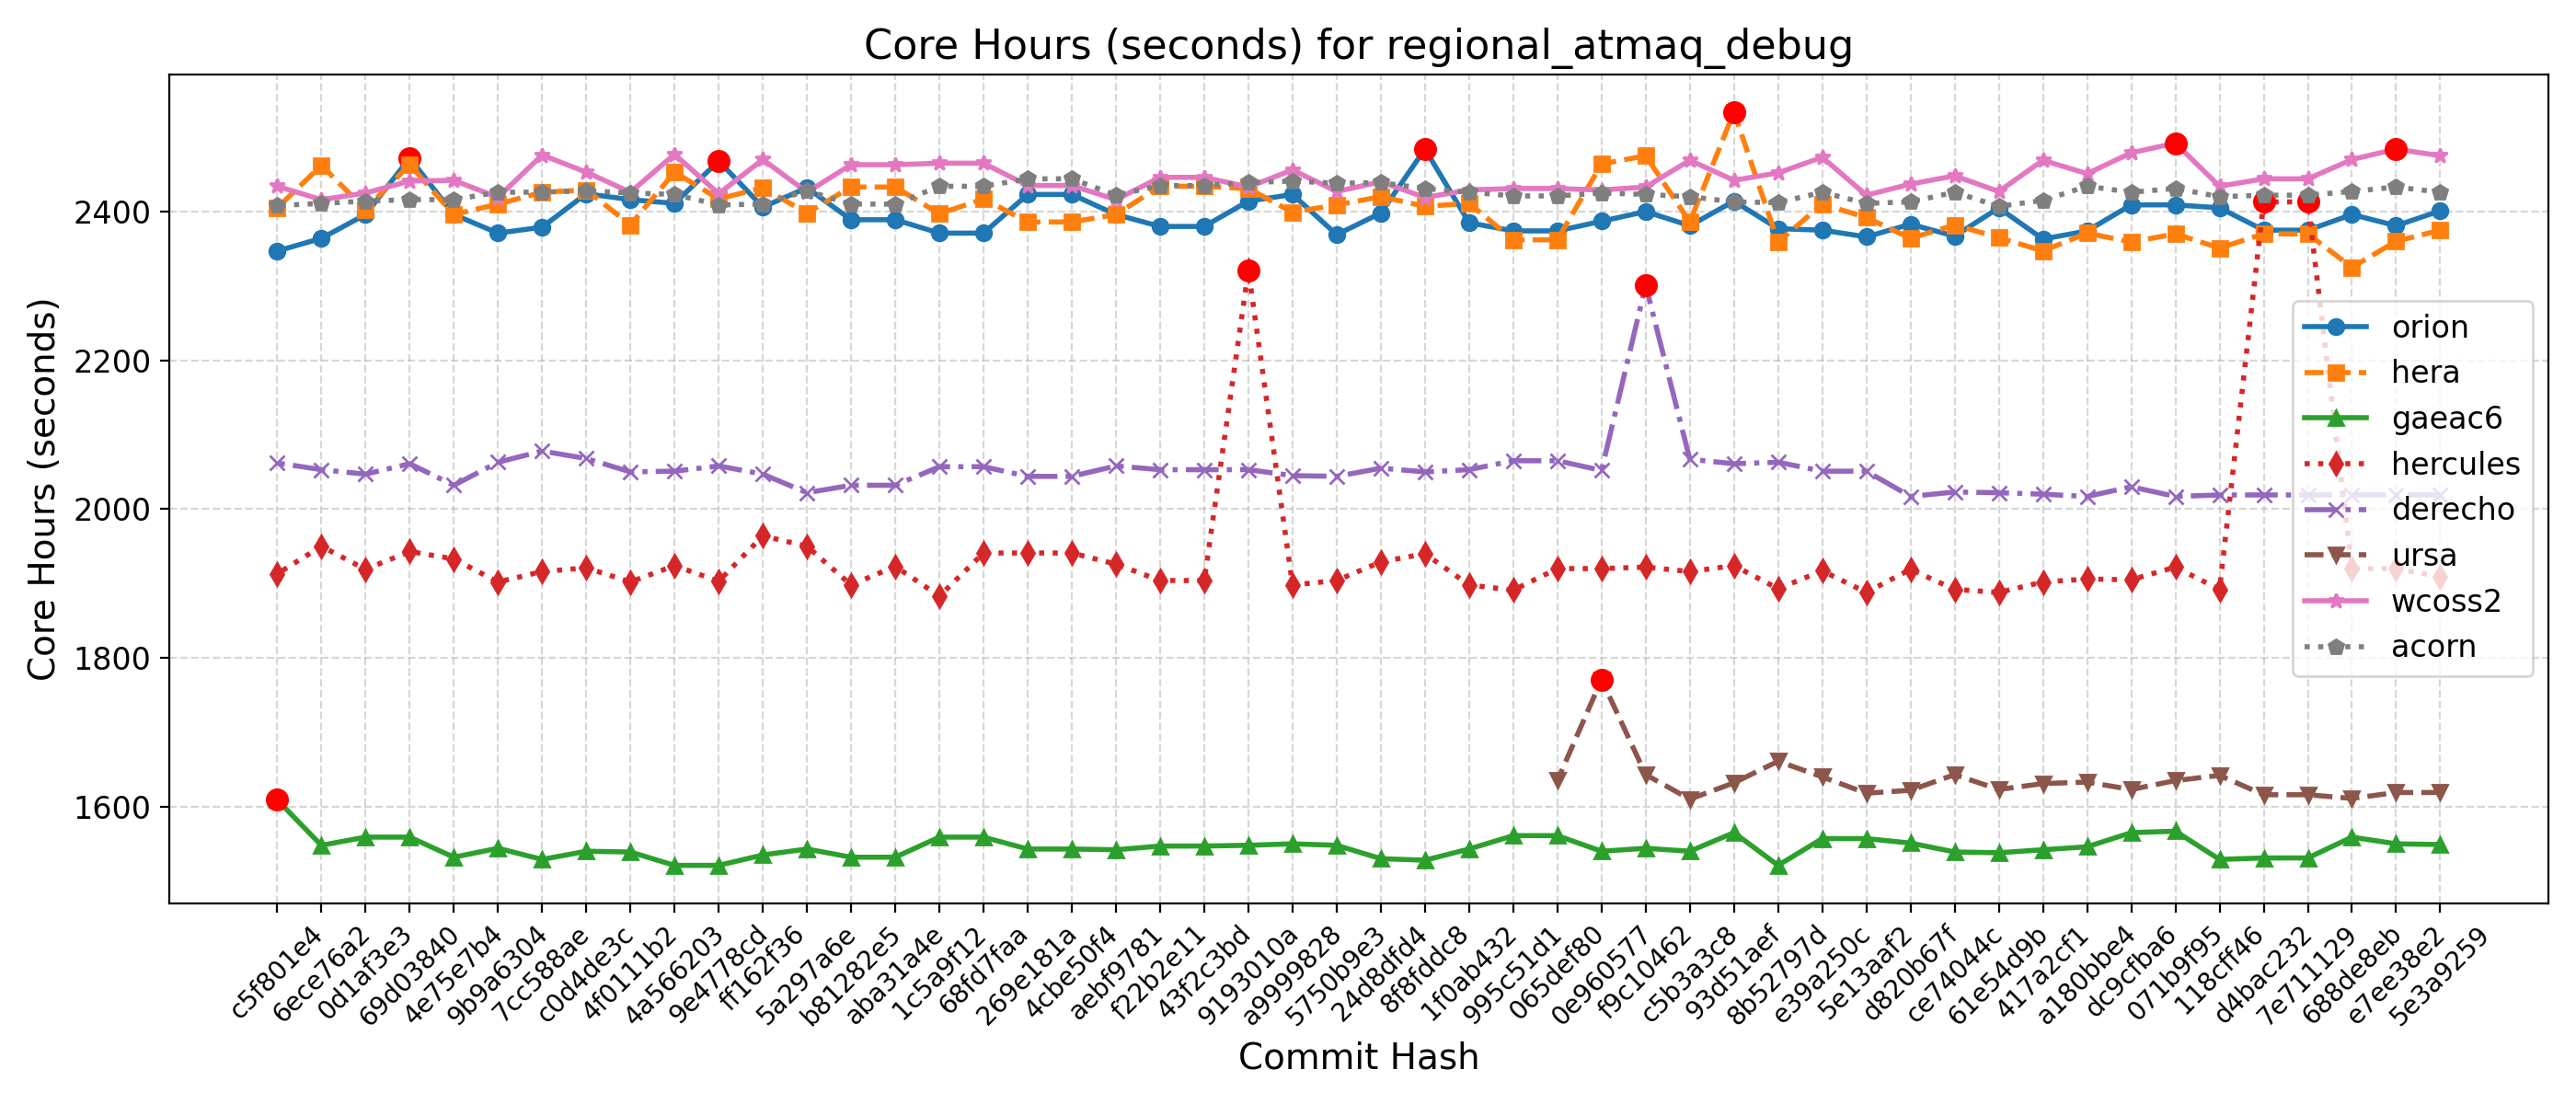 Core Hours (seconds) for regional_atmaq_debug
Core Hours (seconds)
2400
2200
2000
1800
1600
orion
hera
gaeac6
hercules
derecho
ursa
wcoss2
acorn
c5f801e4
6ece76a2
0d1af3e3
69d03840
4e75e7b4
9b9a6304
7cc588ae
c0d4de3c
4f0111b2
4a566203
9e4778cd
ff162f36
5a297a6e
b81282e5
aba31a4e
1c5a9f12
68fd7faa
269e181a
4cbe50f4
aebf9781
f22b2e11
43f2c3bd
9193010a
a9999828
5750b9e3
24d8dfd4
8f8fddc8
1f0ab432
995c51d1
065def80
0e960577
f9c10462
c5b3a3c8
93d51aef
8b52797d
e39a250c
5e13aaf2
d820b67f
ce74044c
61e54d9b
417a2cf1
a180bbe4
dc9cfba6
071b9f95
118cff46
d4bac232
7e711129
688de8eb
e7ee38e2
5e3a9259
Commit Hash